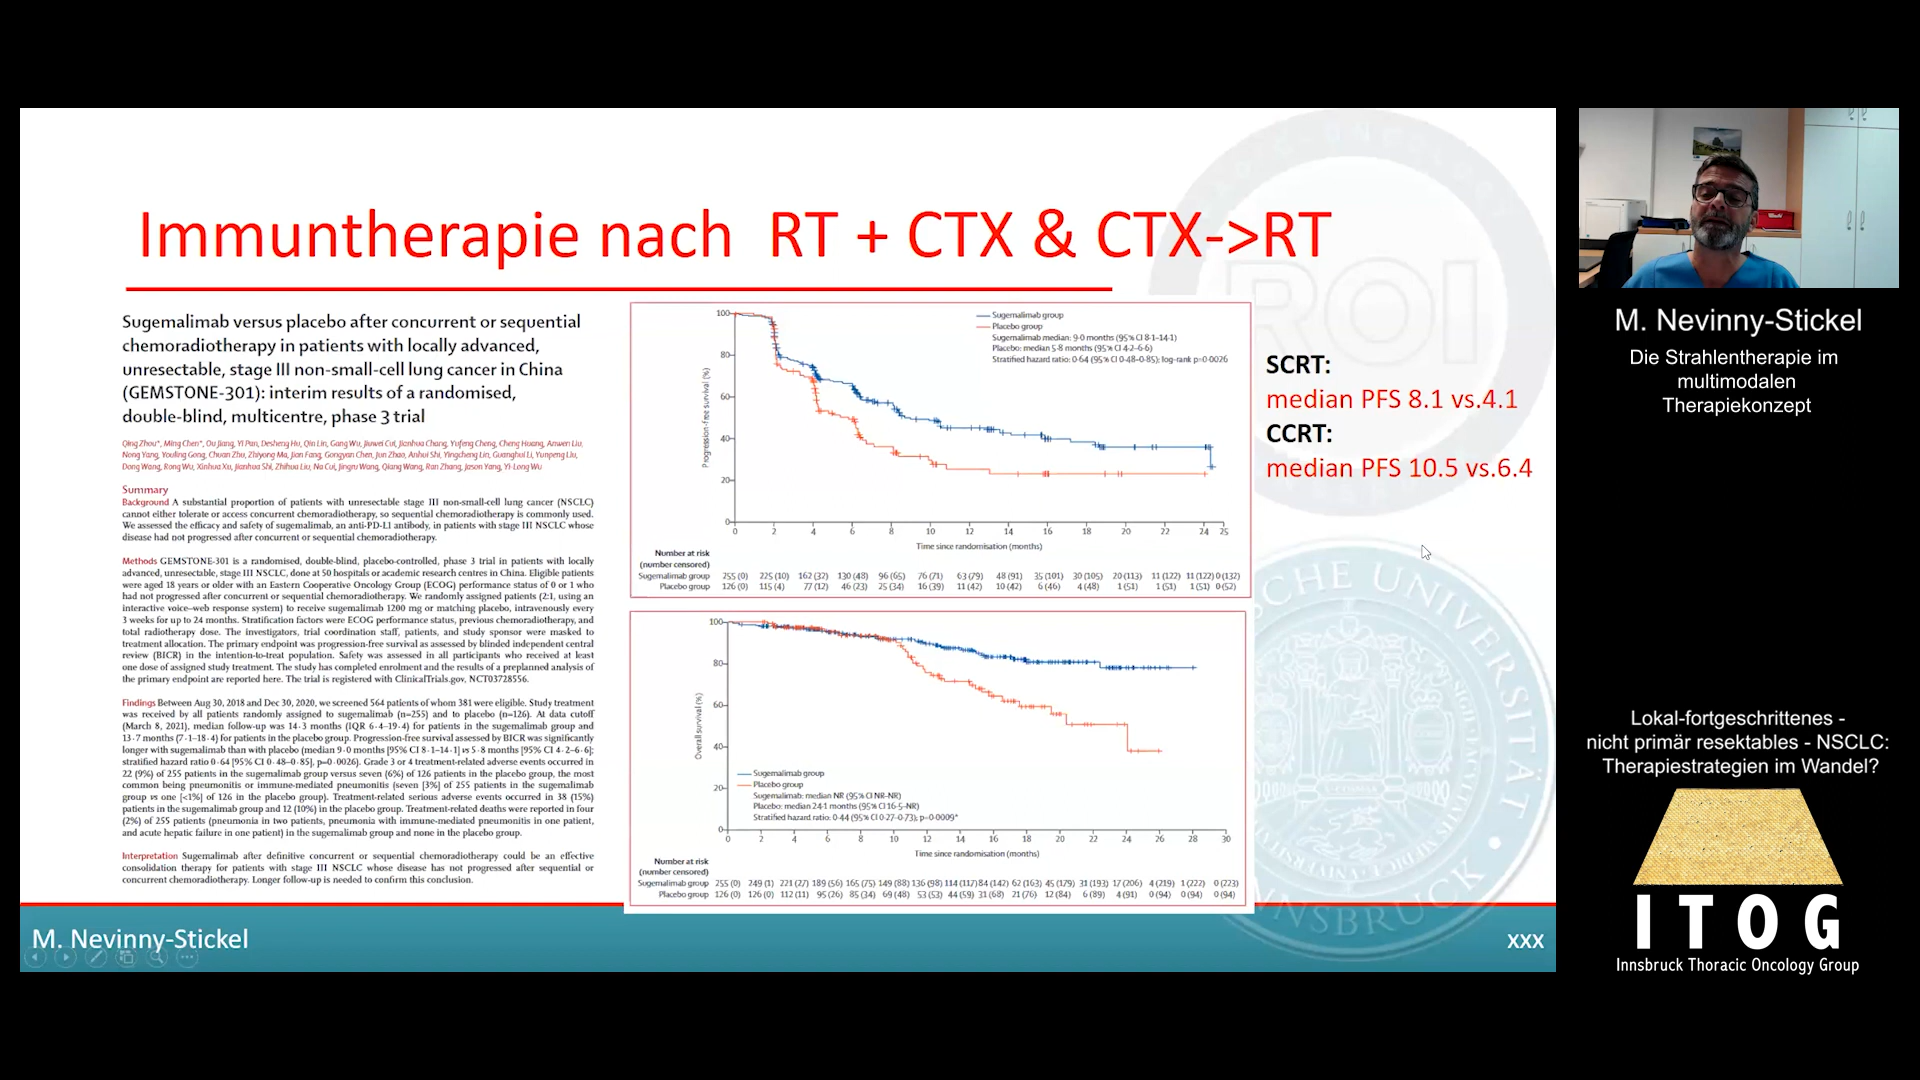 Immuntherapie nach RT + CTX & CTX->RT
Sugemalimab versus placebo after concurrent or sequential
chemoradiotherapy in patients with locally advanced,
unresectable, stage III non-small-cell lung cancer in China
(GEMSTONE-301): interim results of a randomised,
double-blind, multicentre, phase 3 trial
Qing Zhou*, Ming Chen*, Ou Jiang, Yi Pan, Desheng Hu, Qin Lin, Gang Wu, Jiuwei Cui, Jianhua Chang, Yufeng Cheng, Cheng Huang, Anwen Liu,
Nong Yang, Youling Gong, Chuan Zhu, Zhiyong Ma, Jian Fang, Gongyan Chen, Jun Zhao, Anhui Shi, Yingcheng Lin, Guanghui Li, Yunpeng Liu,
Dong Wang, Rong Wu, Xinhua Xu, Jianhua Shi, Zhihua Liu, Na Cui, Jingru Wang, Qiang Wang, Ran Zhang, Jason Yang, Yi-Long Wu
Summary
Background A substantial proportion of patients with unresectable stage III non-small-cell lung cancer (NSCLC)
cannot either tolerate or access concurrent chemoradiotherapy, so sequential chemoradiotherapy is commonly used.
We assessed the efficacy and safety of sugemalimab, an anti-PD-L1 antibody, in patients with stage III NSCLC whose
disease had not progressed after concurrent or sequential chemoradiotherapy.
Methods GEMSTONE-301 is a randomised, double-blind, placebo-controlled, phase 3 trial in patients with locally
advanced, unresectable, stage III NSCLC, done at 50 hospitals or academic research centres in China. Eligible patients
were aged 18 years or older with an Eastern Cooperative Oncology Group (ECOG) performance status of 0 or 1 who
had not progressed after concurrent or sequential chemoradiotherapy. We randomly assigned patients (2:1, using an
interactive voice–web response system) to receive sugemalimab 1200 mg or matching placebo, intravenously every
3 weeks for up to 24 months. Stratification factors were ECOG performance status, previous chemoradiotherapy, and
total radiotherapy dose. The investigators, trial coordination staff, patients, and study sponsor were masked to
treatment allocation. The primary endpoint was progression-free survival as assessed by blinded independent central
review (BICR) in the intention-to-treat population. Safety was assessed in all participants who received at least
one dose of assigned study treatment. The study has completed enrolment and the results of a preplanned analysis of
the primary endpoint are reported here. The trial is registered with ClinicalTrials.gov, NCT03728556.
Findings Between Aug 30, 2018 and Dec 30, 2020, we screened 564 patients of whom 381 were eligible. Study treatment
was received by all patients randomly assigned to sugemalimab (n=255) and to placebo (n=126). At data cutoff
(March 8, 2021), median follow-up was 14·3 months (IQR 6·4–19·4) for patients in the sugemalimab group and
13·7 months (7·1–18·4) for patients in the placebo group. Progression-free survival assessed by BICR was significantly
longer with sugemalimab than with placebo (median 9·0 months [95% CI 8·1–14·1] vs 5·8 months [95% CI 4·2–6·6];
stratified hazard ratio 0·64 [95% CI 0·48–0·85], p=0·0026). Grade 3 or 4 treatment-related adverse events occurred in
22 (9%) of 255 patients in the sugemalimab group versus seven (6%) of 126 patients in the placebo group, the most
common being pneumonitis or immune-mediated pneumonitis (seven [3%] of 255 patients in the sugemalimab
group vs one [<1%] of 126 in the placebo group). Treatment-related serious adverse events occurred in 38 (15%)
patients in the sugemalimab group and 12 (10%) in the placebo group. Treatment-related deaths were reported in four
(2%) of 255 patients (pneumonia in two patients, pneumonia with immune-mediated pneumonitis in one patient,
and acute hepatic failure in one patient) in the sugemalimab group and none in the placebo group.
Interpretation Sugemalimab after definitive concurrent or sequential chemoradiotherapy could be an effective
consolidation therapy for patients with stage III NSCLC whose disease has not progressed after sequential or
concurrent chemoradiotherapy. Longer follow-up is needed to confirm this conclusion.
Progression-free survival (%)
100
80
60
40
20
0
Sugemalimab group
Placebo group
Sugemalimab median: 9·0 months (95% CI 8·1–14·1)
Placebo: median 5·8 months (95% CI 4·2–6·6)
Stratified hazard ratio: 0·64 (95% CI 0·48–0·85); log-rank p=0·0026
0 2 4 6 8 10 12 14 16 18 20 22 24 25
Time since randomisation (months)
Number at risk
(number censored)
Sugemalimab group 255 (0) 225 (10) 162 (32) 130 (48) 96 (65) 76 (71) 63 (79) 48 (91) 35 (101) 30 (105) 20 (113) 11 (122) 11 (122) 0 (132)
Placebo group 126 (0) 115 (4) 77 (12) 46 (23) 25 (34) 16 (39) 11 (42) 10 (42) 6 (46) 4 (48) 1 (51) 1 (51) 1 (51) 0 (52)
Overall survival (%)
100
80
60
40
20
0
Sugemalimab group
Placebo group
Sugemalimab: median NR (95% CI NR–NR)
Placebo: median 24·1 months (95% CI 16·5–NR)
Stratified hazard ratio: 0·44 (95% CI 0·27–0·73); p=0·0009*
0 2 4 6 8 10 12 14 16 18 20 22 24 26 28 30
Time since randomisation (months)
Number at risk
(number censored)
Sugemalimab group 255 (0) 249 (1) 221 (27) 189 (56) 165 (75) 149 (88) 136 (98) 114 (117) 84 (142) 62 (163) 45 (179) 31 (193) 17 (206) 4 (219) 1 (222) 0 (223)
Placebo group 126 (0) 126 (0) 112 (11) 95 (26) 85 (34) 69 (48) 53 (53) 44 (59) 31 (68) 21 (76) 12 (84) 6 (89) 4 (91) 0 (94) 0 (94) 0 (94)
SCRT:
median PFS 8.1 vs.4.1
CCRT:
median PFS 10.5 vs.6.4
ROI
M. Nevinny-Stickel
xxx
M. Nevinny-Stickel
Die Strahlentherapie im
multimodalen
Therapiekonzept
Lokal-fortgeschrittenes -
nicht primär resektables - NSCLC:
Therapiestrategien im Wandel?
ITOG
Innsbruck Thoracic Oncology Group